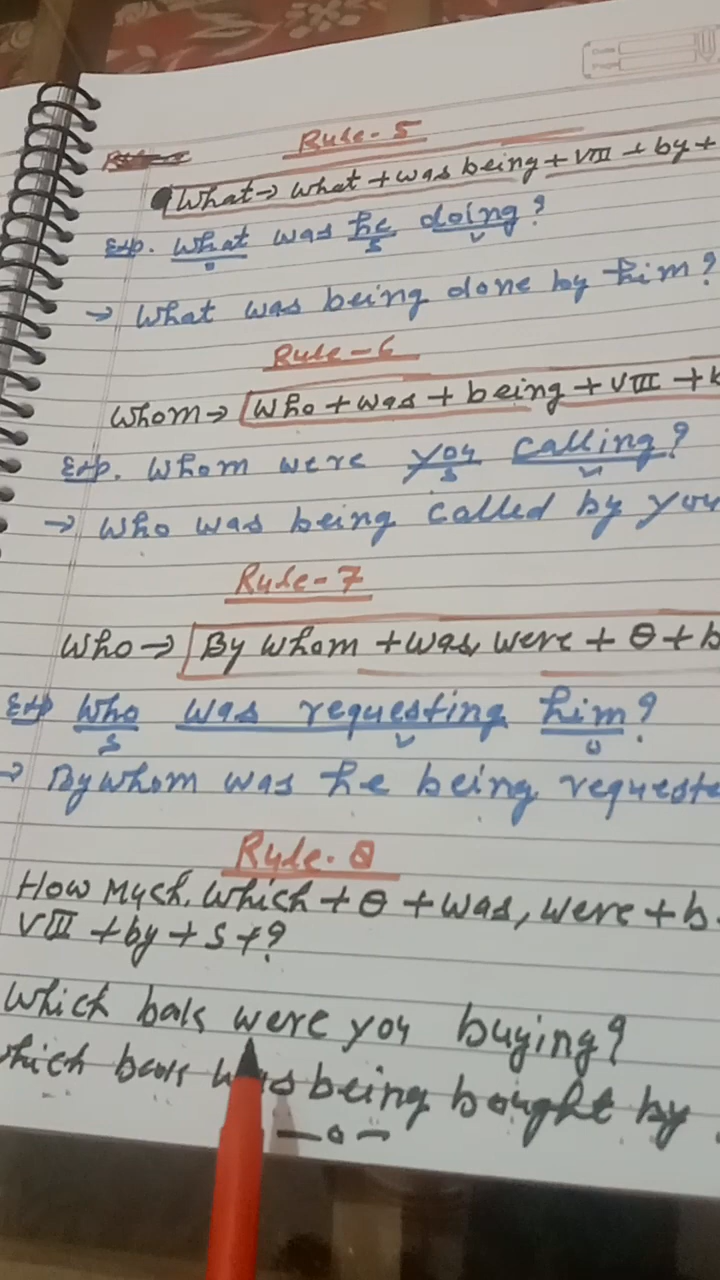 Rule-5
What→ What + was being + VIII + by +
Exp. What was he doing?
o s v
→ What was being done by him?
Rule-6
Whom→ Who + was + being + VIII +
Exp. Whom were you calling?
s v
→ Who was being called by you
Rule-7
Who→ By whom + was, were + O + b
Exp Who was requesting him?
s v o
→ By whom was he being requeste
Rule-8
How Much, Which + O + was, were + b
VIII + by + S + ?
Which were you buying?
being bought by
—o—